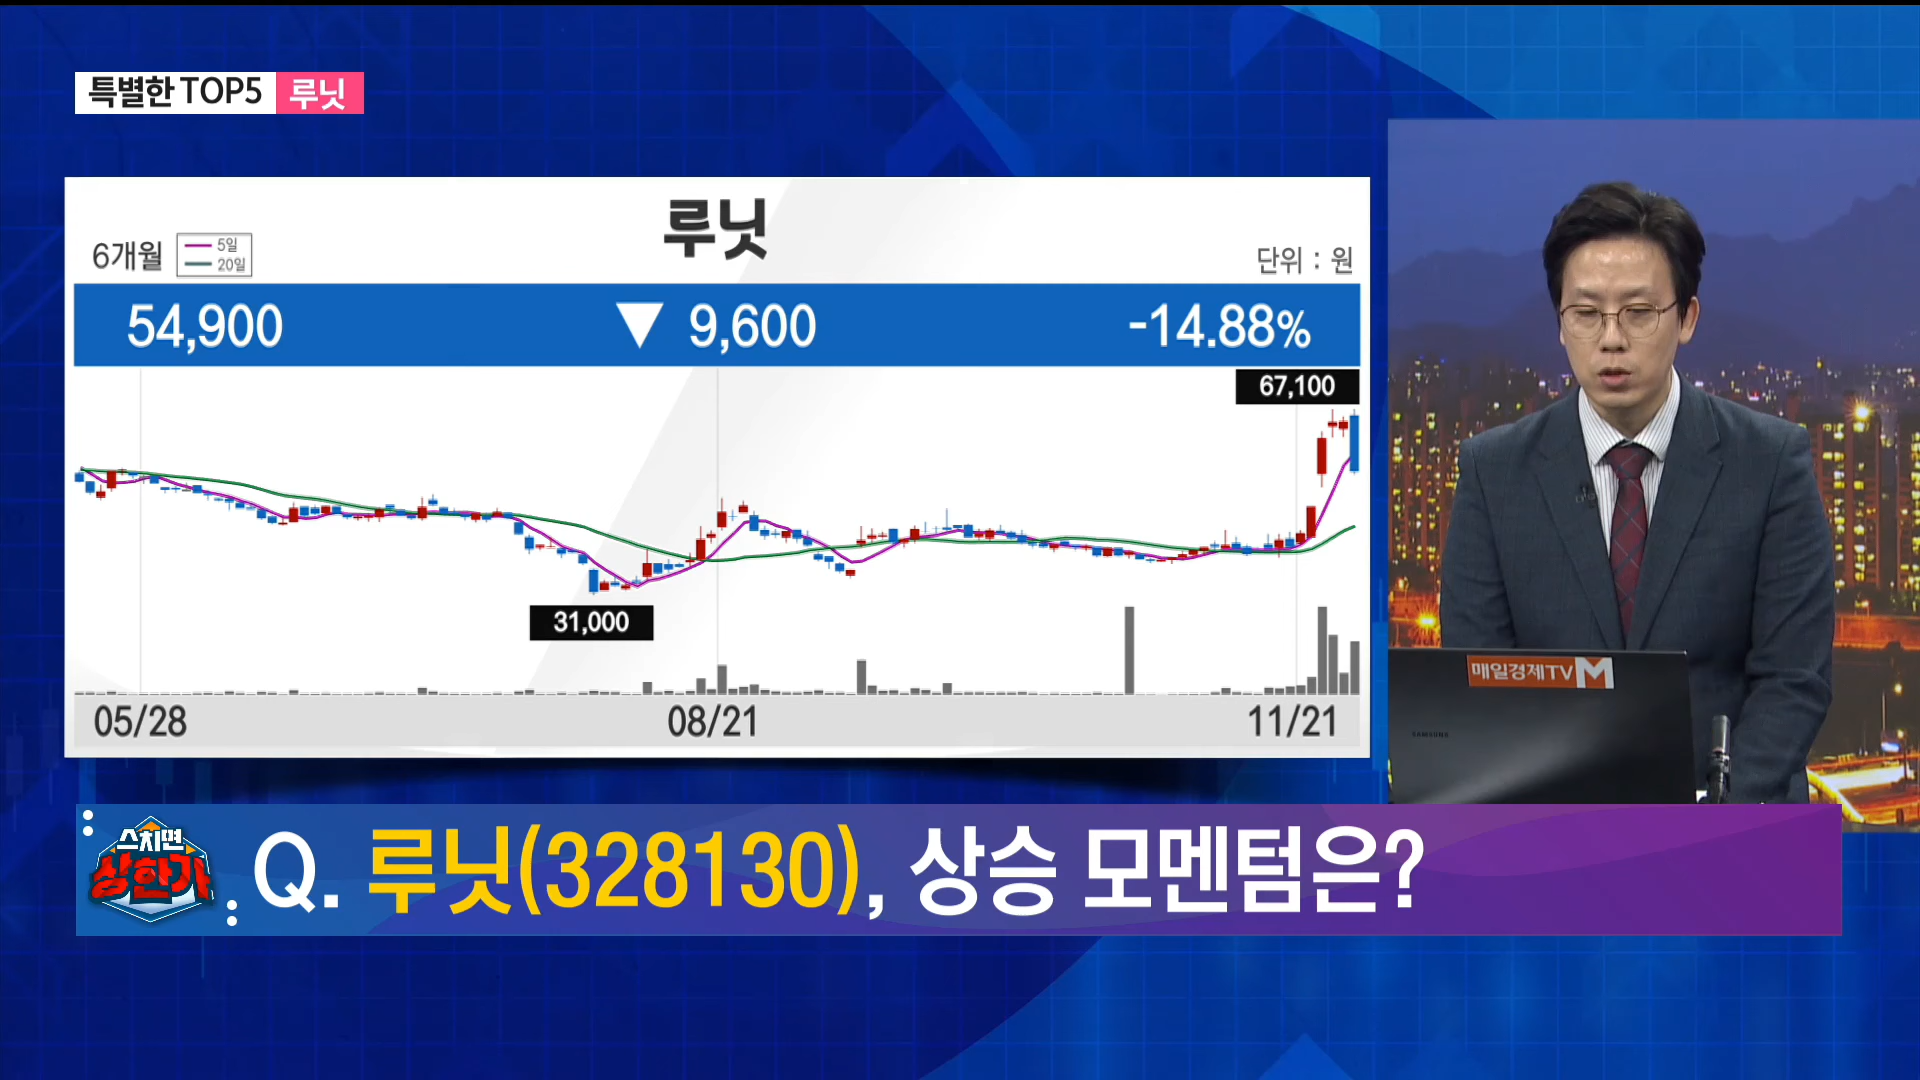 특별한 TOP5 루닛
루닛
6개월
5일
20일
단위 : 원
54,900 ▼ 9,600 -14.88%
67,100
31,000
05/28 08/21 11/21
매일경제TV M
SAMSUNG
스치면
상한가
Q. 루닛(328130), 상승 모멘텀은?